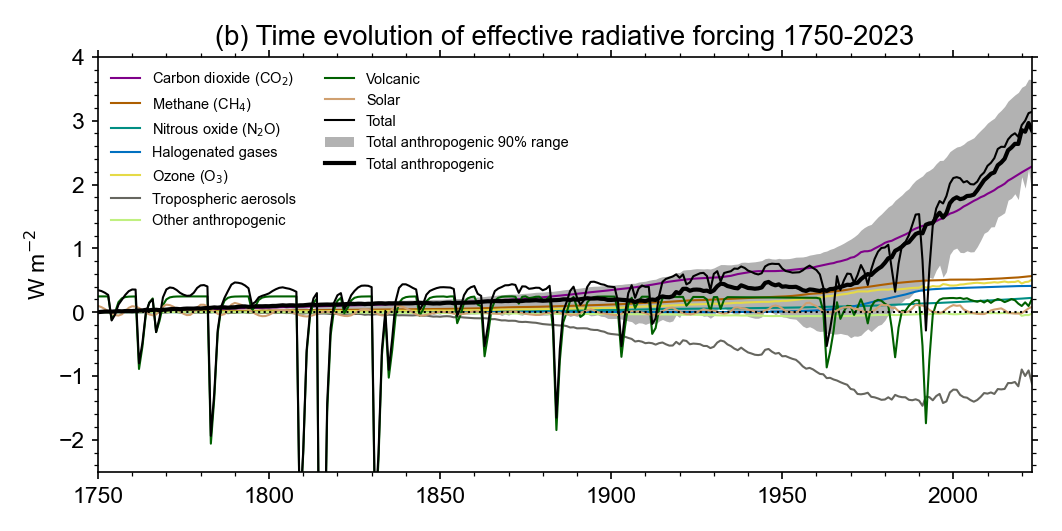 (b) Time evolution of effective radiative forcing 1750-2023
W m⁻²
4
3
2
1
0
−1
−2
Carbon dioxide (CO₂)
Methane (CH₄)
Nitrous oxide (N₂O)
Halogenated gases
Ozone (O₃)
Tropospheric aerosols
Other anthropogenic
Volcanic
Solar
Total
Total anthropogenic 90% range
Total anthropogenic
1750
1800
1850
1900
1950
2000